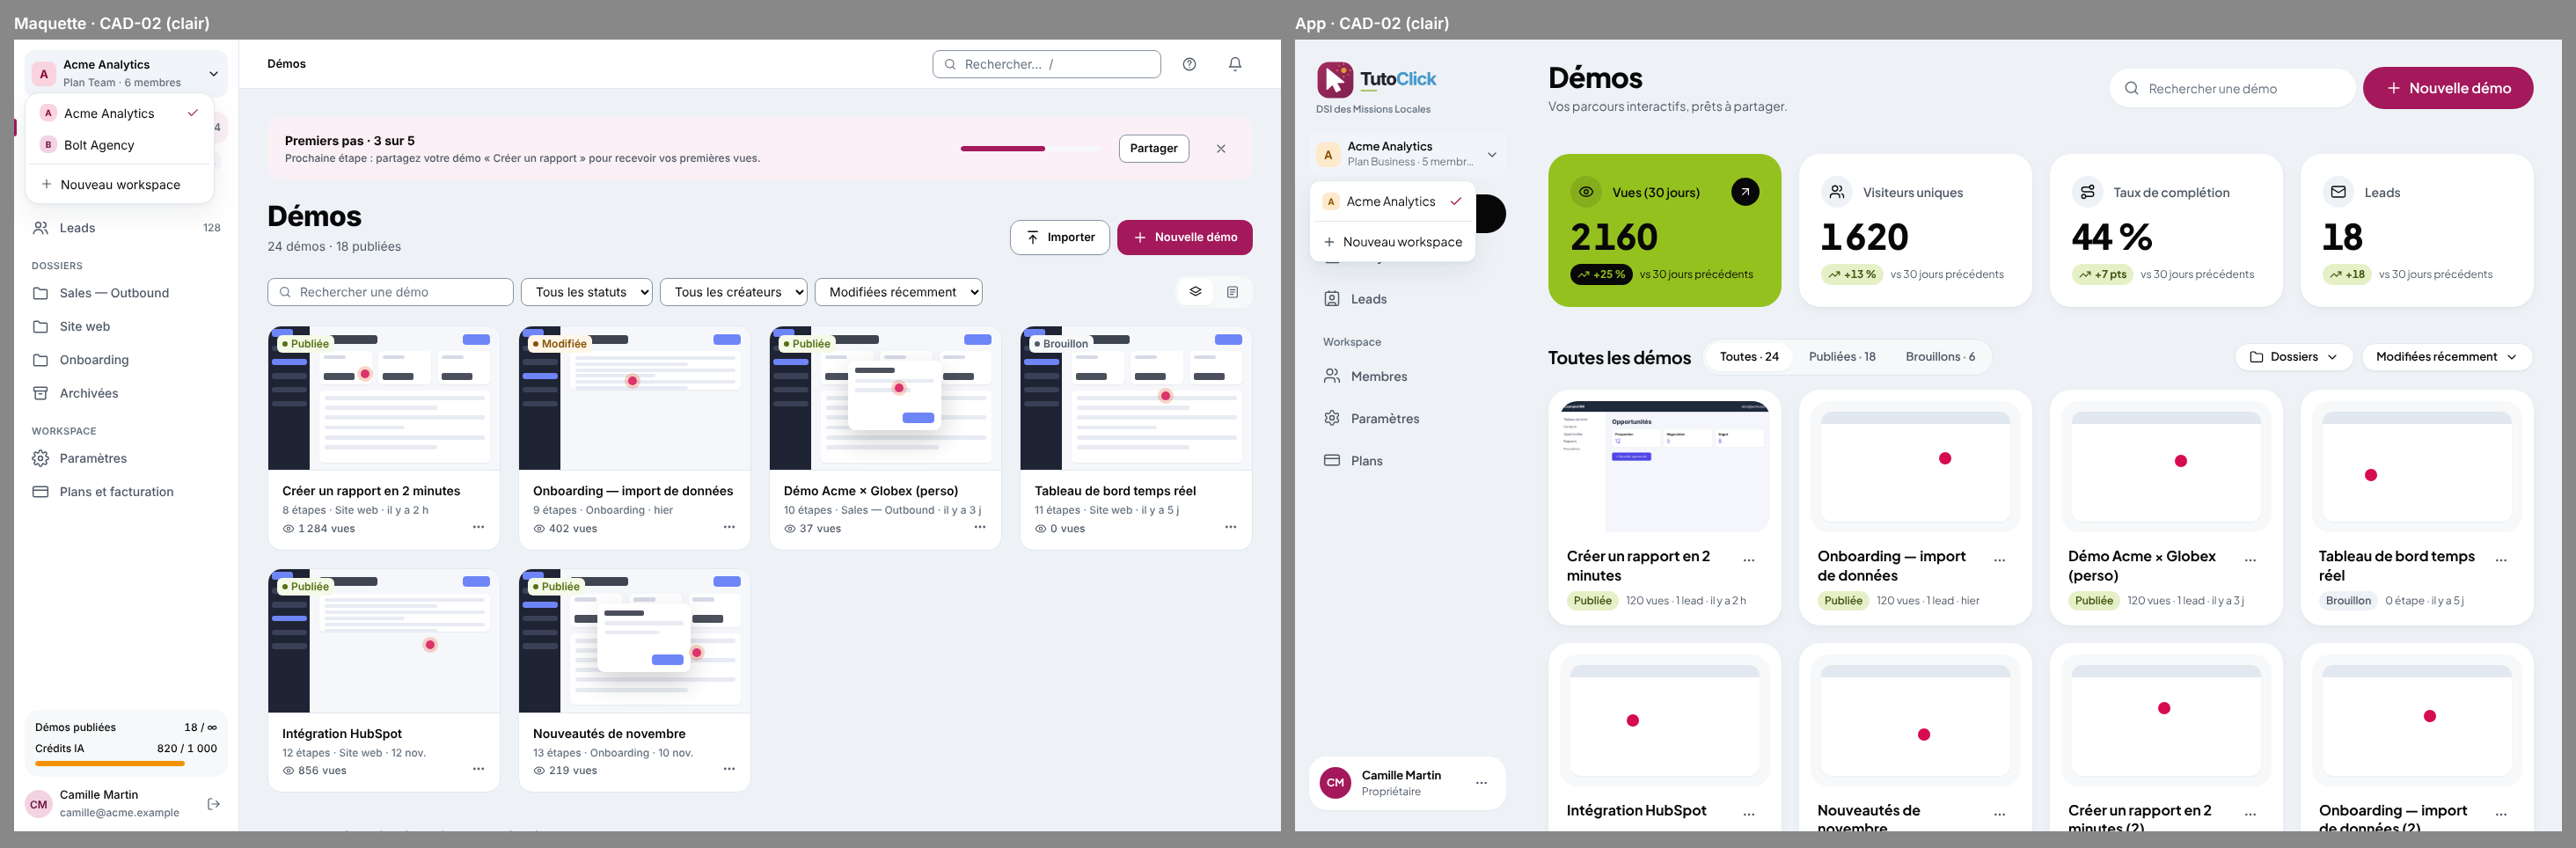 Maquette · CAD-02 (clair)
A
Acme Analytics
Plan Team · 6 membres
A Acme Analytics
B Bolt Agency
+ Nouveau workspace
4
Leads 128
DOSSIERS
Sales — Outbound
Site web
Onboarding
Archivées
WORKSPACE
Paramètres
Plans et facturation
Démos publiées 18 / ∞
Crédits IA 820 / 1 000
CM
Camille Martin
camille@acme.example
Démos
Rechercher... /
Premiers pas · 3 sur 5
Prochaine étape : partagez votre démo « Créer un rapport » pour recevoir vos premières vues.
Partager
Démos
24 démos · 18 publiées
Importer
+ Nouvelle démo
Rechercher une démo
Tous les statuts
Tous les créateurs
Modifiées récemment
Publiée
Créer un rapport en 2 minutes
8 étapes · Site web · il y a 2 h
1 284 vues
Modifiée
Onboarding — import de données
9 étapes · Onboarding · hier
402 vues
Publiée
Démo Acme × Globex (perso)
10 étapes · Sales — Outbound · il y a 3 j
37 vues
Brouillon
Tableau de bord temps réel
11 étapes · Site web · il y a 5 j
0 vues
Publiée
Intégration HubSpot
12 étapes · Site web · 12 nov.
856 vues
Publiée
Nouveautés de novembre
13 étapes · Onboarding · 10 nov.
219 vues
App · CAD-02 (clair)
TutoClick
DSI des Missions Locales
A
Acme Analytics
Plan Business · 5 membr...
A Acme Analytics
+ Nouveau workspace
Leads
Workspace
Membres
Paramètres
Plans
CM
Camille Martin
Propriétaire
Démos
Vos parcours interactifs, prêts à partager.
Rechercher une démo
+ Nouvelle démo
Vues (30 jours)
2 160
+25 % vs 30 jours précédents
Visiteurs uniques
1 620
+13 % vs 30 jours précédents
Taux de complétion
44 %
+7 pts vs 30 jours précédents
Leads
18
+18 vs 30 jours précédents
Toutes les démos
Toutes · 24
Publiées · 18
Brouillons · 6
Dossiers
Modifiées récemment
Opportunités
Créer un rapport en 2
minutes
Publiée 120 vues · 1 lead · il y a 2 h
Onboarding — import
de données
Publiée 120 vues · 1 lead · hier
Démo Acme × Globex
(perso)
Publiée 120 vues · 1 lead · il y a 3 j
Tableau de bord temps
réel
Brouillon 0 étape · il y a 5 j
Intégration HubSpot
Nouveautés de
novembre
Créer un rapport en 2
minutes (2)
Onboarding — import
de données (2)